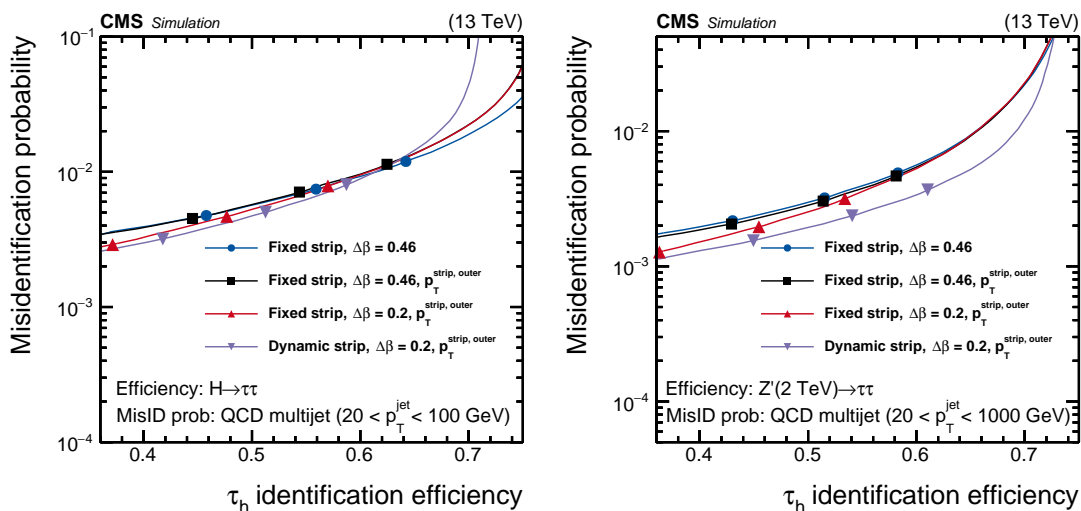 CMS Simulation (13 TeV)
Misidentification probability
10⁻¹
10⁻²
10⁻³
10⁻⁴
Fixed strip, Δβ = 0.46
Fixed strip, Δβ = 0.46, p_T^strip, outer
Fixed strip, Δβ = 0.2, p_T^strip, outer
Dynamic strip, Δβ = 0.2, p_T^strip, outer
Efficiency: H→ττ
MisID prob: QCD multijet (20 < p_T^jet < 100 GeV)
0.4 0.5 0.6 0.7
τ_h identification efficiency
CMS Simulation (13 TeV)
Misidentification probability
10⁻²
10⁻³
10⁻⁴
Fixed strip, Δβ = 0.46
Fixed strip, Δβ = 0.46, p_T^strip, outer
Fixed strip, Δβ = 0.2, p_T^strip, outer
Dynamic strip, Δβ = 0.2, p_T^strip, outer
Efficiency: Z'(2 TeV)→ττ
MisID prob: QCD multijet (20 < p_T^jet < 1000 GeV)
0.4 0.5 0.6 0.7
τ_h identification efficiency